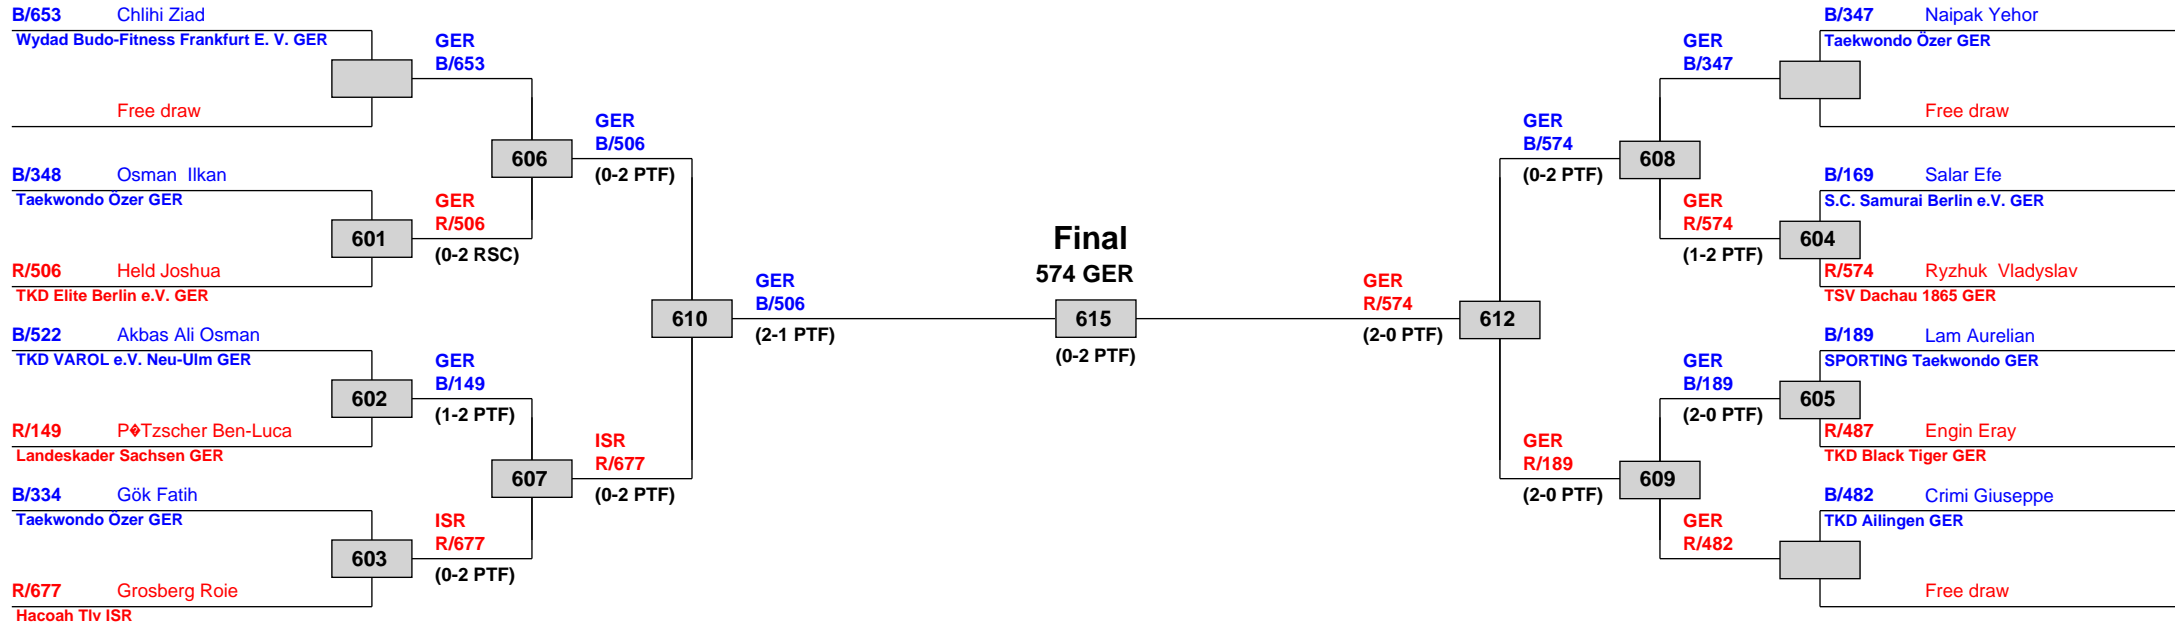 B/653 Chlihi Ziad
Wydad Budo-Fitness Frankfurt E. V. GER
Free draw
B/348 Osman Ilkan
Taekwondo Özer GER
R/506 Held Joshua
TKD Elite Berlin e.V. GER
B/522 Akbas Ali Osman
TKD VAROL e.V. Neu-Ulm GER
R/149 P�Tzscher Ben-Luca
Landeskader Sachsen GER
B/334 Gök Fatih
Taekwondo Özer GER
R/677 Grosberg Roie
Hacoah Tlv ISR
GER
B/653
601
GER
R/506
(0-2 RSC)
602
GER
B/149
(1-2 PTF)
603
ISR
R/677
(0-2 PTF)
606
GER
B/506
(0-2 PTF)
607
ISR
R/677
(0-2 PTF)
610
GER
B/506
(2-1 PTF)
Final
574 GER
615
(0-2 PTF)
GER
R/574
(2-0 PTF)
612
GER
B/574
(0-2 PTF)
608
GER
R/189
(2-0 PTF)
609
GER
B/347
GER
R/574
(1-2 PTF)
604
GER
B/189
(2-0 PTF)
605
GER
R/482
B/347 Naipak Yehor
Taekwondo Özer GER
Free draw
B/169 Salar Efe
S.C. Samurai Berlin e.V. GER
R/574 Ryzhuk Vladyslav
TSV Dachau 1865 GER
B/189 Lam Aurelian
SPORTING Taekwondo GER
R/487 Engin Eray
TKD Black Tiger GER
B/482 Crimi Giuseppe
TKD Ailingen GER
Free draw